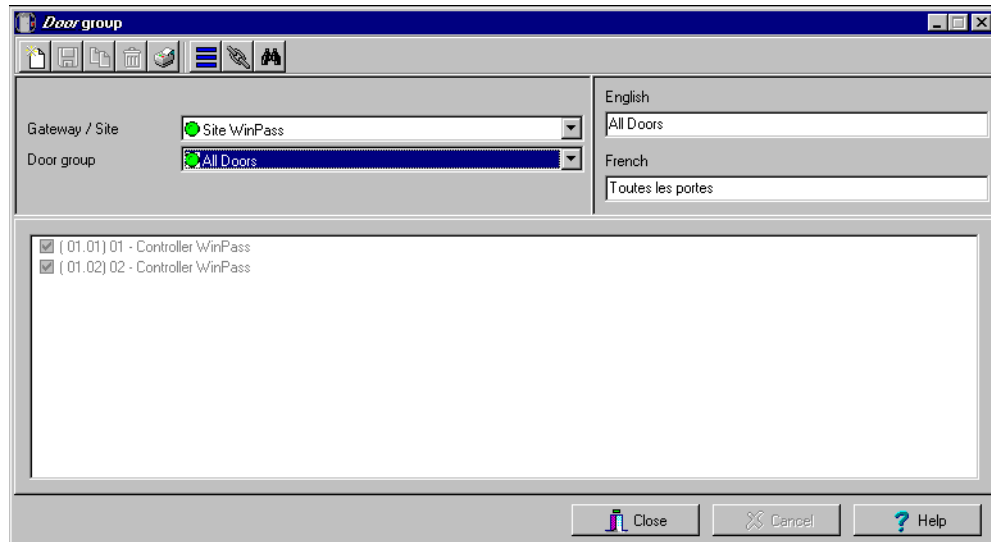 Door group
English
Gateway / Site Site WinPass All Doors
Door group All Doors French
Toutes les portes
( 01.01) 01 - Controller WinPass
( 01.02) 02 - Controller WinPass
Close Cancel ? Help